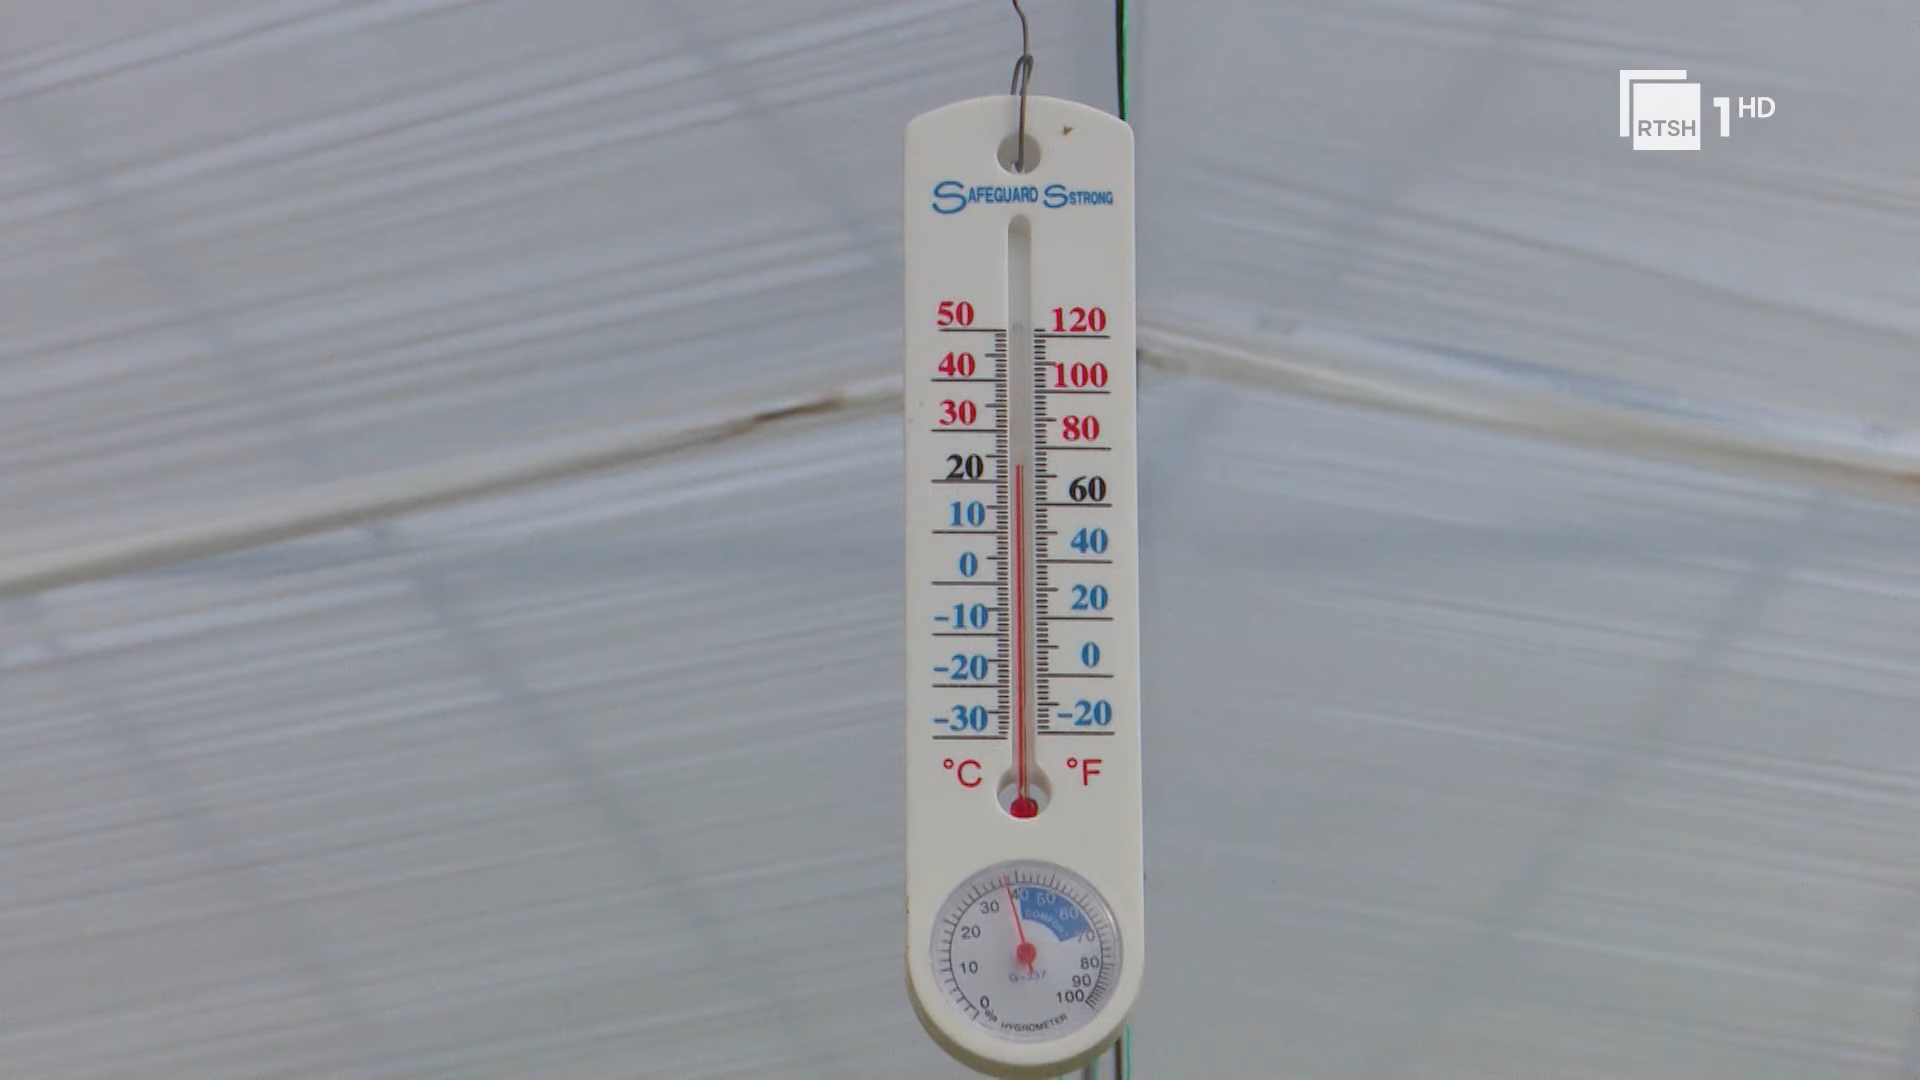 RTSH 1 HD
SAFEGUARD SSTRONG
50 120
40 100
30 80
20 60
10 40
0 20
-10 0
-20 -20
-30
°C °F
0 10 20 30 40 50 60 70 80 90 100
COMFORT
HYGROMETER